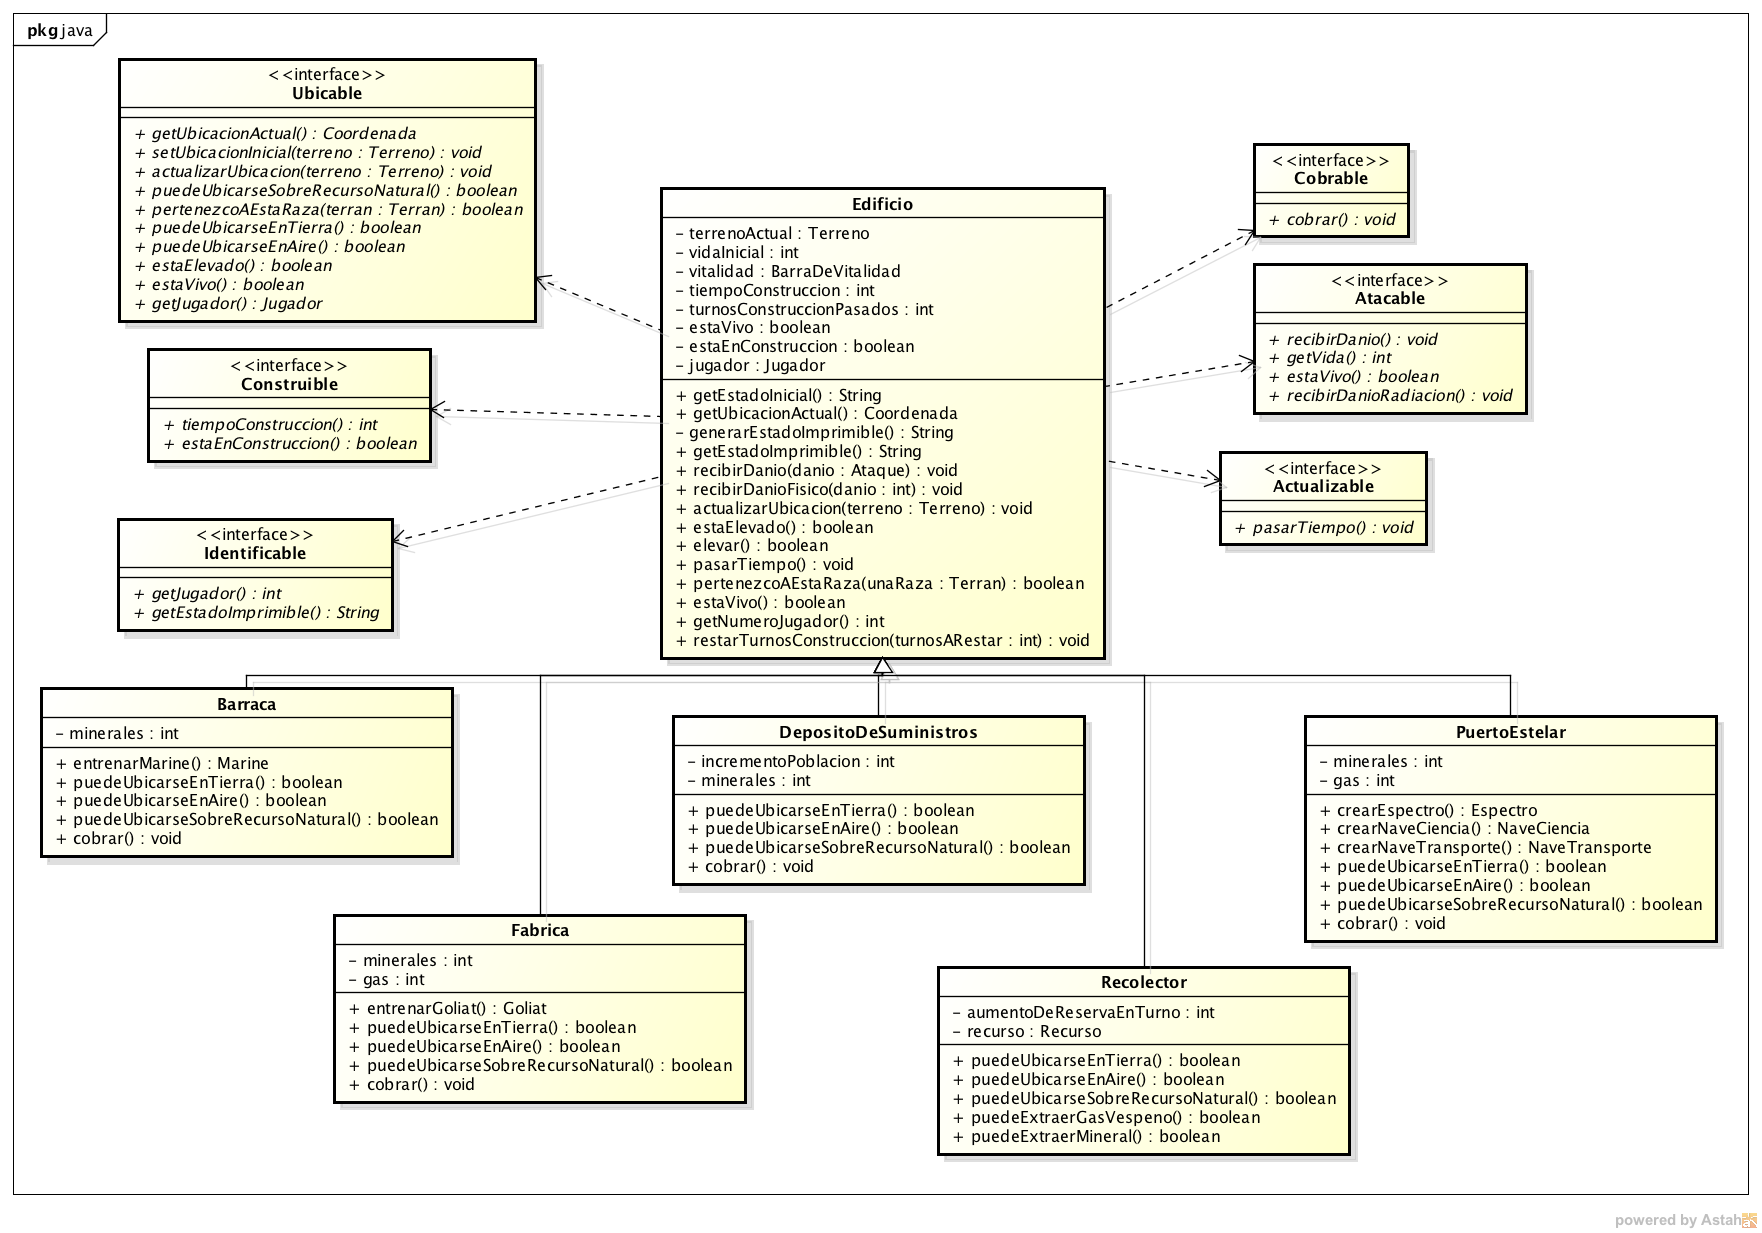 pkg java
<<interface>>
Ubicable
+ getUbicacionActual() : Coordenada
+ setUbicacionInicial(terreno : Terreno) : void
+ actualizarUbicacion(terreno : Terreno) : void
+ puedeUbicarseSobreRecursoNatural() : boolean
+ pertenezcoAEstaRaza(terran : Terran) : boolean
+ puedeUbicarseEnTierra() : boolean
+ puedeUbicarseEnAire() : boolean
+ estaElevado() : boolean
+ estaVivo() : boolean
+ getJugador() : Jugador
<<interface>>
Construible
+ tiempoConstruccion() : int
+ estaEnConstruccion() : boolean
<<interface>>
Identificable
+ getJugador() : int
+ getEstadoImprimible() : String
Edificio
- terrenoActual : Terreno
- vidaInicial : int
- vitalidad : BarraDeVitalidad
- tiempoConstruccion : int
- turnosConstruccionPasados : int
- estaVivo : boolean
- estaEnConstruccion : boolean
- jugador : Jugador
+ getEstadoInicial() : String
+ getUbicacionActual() : Coordenada
- generarEstadoImprimible() : String
+ getEstadoImprimible() : String
+ recibirDanio(danio : Ataque) : void
+ recibirDanioFisico(danio : int) : void
+ actualizarUbicacion(terreno : Terreno) : void
+ estaElevado() : boolean
+ elevar() : boolean
+ pasarTiempo() : void
+ pertenezcoAEstaRaza(unaRaza : Terran) : boolean
+ estaVivo() : boolean
+ getNumeroJugador() : int
+ restarTurnosConstruccion(turnosARestar : int) : void
<<interface>>
Cobrable
+ cobrar() : void
<<interface>>
Atacable
+ recibirDanio() : void
+ getVida() : int
+ estaVivo() : boolean
+ recibirDanioRadiacion() : void
<<interface>>
Actualizable
+ pasarTiempo() : void
Barraca
- minerales : int
+ entrenarMarine() : Marine
+ puedeUbicarseEnTierra() : boolean
+ puedeUbicarseEnAire() : boolean
+ puedeUbicarseSobreRecursoNatural() : boolean
+ cobrar() : void
DepositoDeSuministros
- incrementoPoblacion : int
- minerales : int
+ puedeUbicarseEnTierra() : boolean
+ puedeUbicarseEnAire() : boolean
+ puedeUbicarseSobreRecursoNatural() : boolean
+ cobrar() : void
PuertoEstelar
- minerales : int
- gas : int
+ crearEspectro() : Espectro
+ crearNaveCiencia() : NaveCiencia
+ crearNaveTransporte() : NaveTransporte
+ puedeUbicarseEnTierra() : boolean
+ puedeUbicarseEnAire() : boolean
+ puedeUbicarseSobreRecursoNatural() : boolean
+ cobrar() : void
Fabrica
- minerales : int
- gas : int
+ entrenarGoliat() : Goliat
+ puedeUbicarseEnTierra() : boolean
+ puedeUbicarseEnAire() : boolean
+ puedeUbicarseSobreRecursoNatural() : boolean
+ cobrar() : void
Recolector
- aumentoDeReservaEnTurno : int
- recurso : Recurso
+ puedeUbicarseEnTierra() : boolean
+ puedeUbicarseEnAire() : boolean
+ puedeUbicarseSobreRecursoNatural() : boolean
+ puedeExtraerGasVespeno() : boolean
+ puedeExtraerMineral() : boolean
powered by Astah